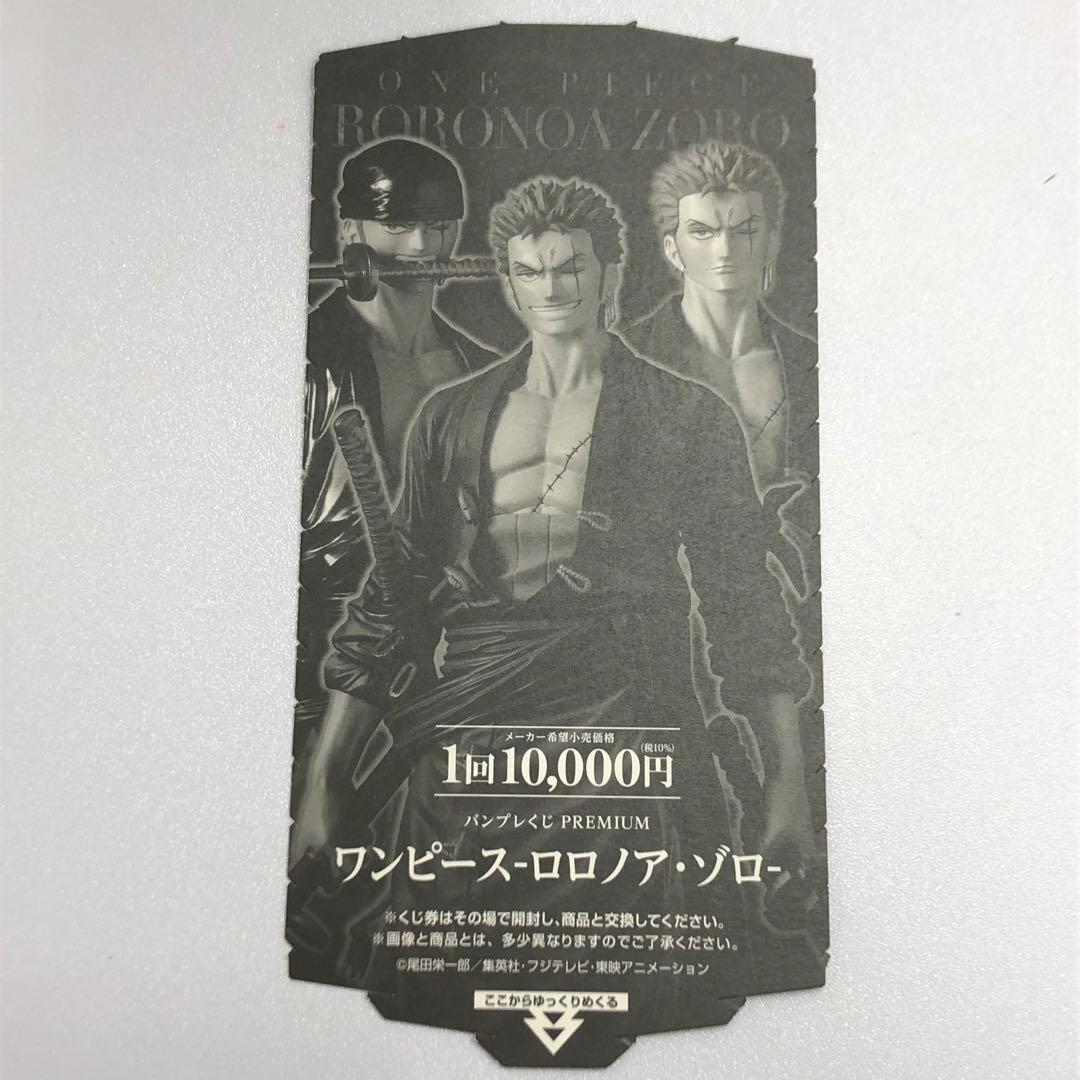 ONE PIECE
RORONOA ZORO
メーカー希望小売価格
1回10,000円(税10%)
バンプレくじ PREMIUM
ワンピース-ロロノア・ゾロ-
※くじ券はその場で開封し、商品と交換してください。
※画像と商品とは、多少異なりますのでご了承ください。
©尾田栄一郎／集英社・フジテレビ・東映アニメーション
ここからゆっくりめくる